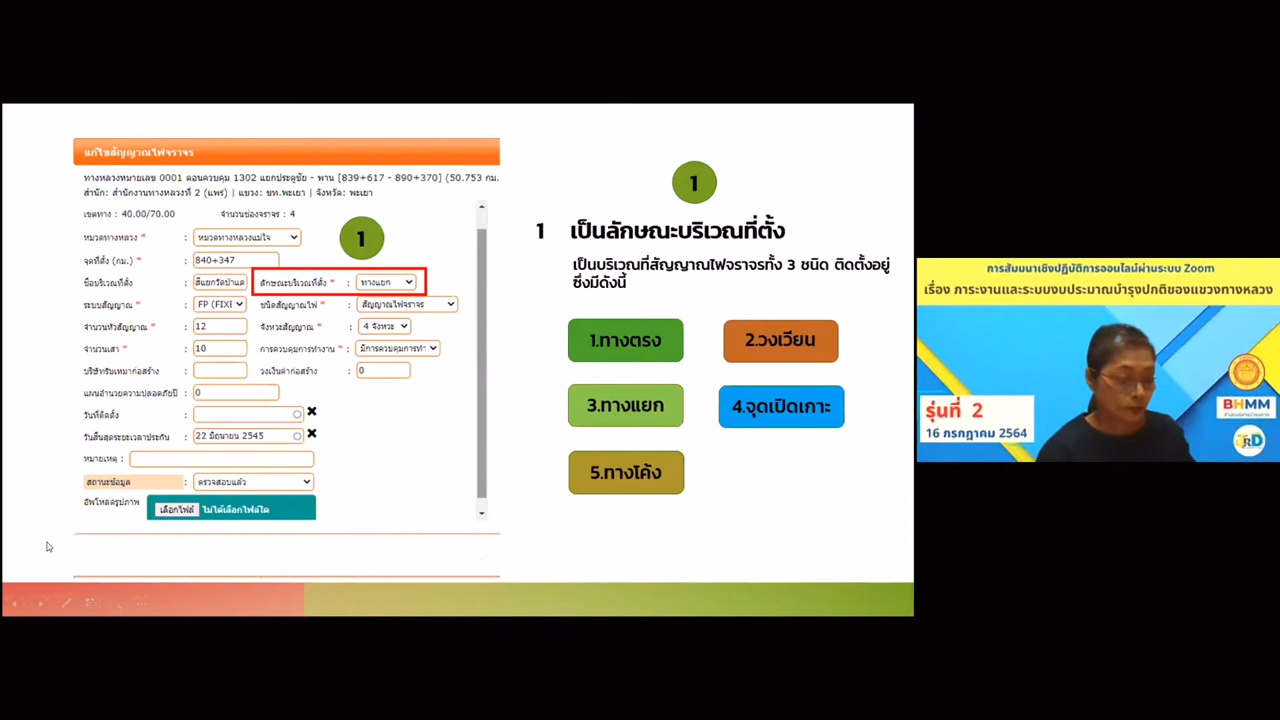 แก้ไขสัญญาณไฟจราจร
ทางหลวงหมายเลข 0001 ตอนควบคุม 1302 แยกประตูชัย - พาน [839+617 - 890+370] (50.753 กม.
สำนัก: สำนักงานทางหลวงที่ 2 (แพร่) | แขวง: ขท.พะเยา | จังหวัด: พะเยา
เขตทาง : 40.00/70.00 จำนวนช่องจราจร : 4
หมวดทางหลวง * : หมวดทางหลวงแม่ใจ
จุดที่ตั้ง (กม.) * : 840+347
ชื่อบริเวณที่ตั้ง : สี่แยกวัดป่าแด ลักษณะบริเวณที่ตั้ง * : ทางแยก
ระบบสัญญาณ * : FP (FIXE ชนิดสัญญาณไฟ * : สัญญาณไฟจราจร
จำนวนหัวสัญญาณ * : 12 จังหวะสัญญาณ * : 4 จังหวะ
จำนวนเสา * : 10 การควบคุมการทำงาน * : มีการควบคุมการทำ
บริษัทรับเหมาก่อสร้าง : วงเงินค่าก่อสร้าง : 0
แผนอำนวยความปลอดภัยปี : 0
วันที่ติดตั้ง :
วันสิ้นสุดระยะเวลาประกัน : 22 มิถุนายน 2545
หมายเหตุ :
สถานะข้อมูล : ตรวจสอบแล้ว
อัพโหลดรูปภาพ เลือกไฟล์ ไม่ได้เลือกไฟล์ใด
1
1
1 เป็นลักษณะบริเวณที่ตั้ง
เป็นบริเวณที่สัญญาณไฟจราจรทั้ง 3 ชนิด ติดตั้งอยู่
ซึ่งมีดังนี้
1.ทางตรง 2.วงเวียน
3.ทางแยก 4.จุดเปิดเกาะ
5.ทางโค้ง
การสัมมนาเชิงปฏิบัติการออนไลน์ผ่านระบบ Zoom
เรื่อง ภาระงานและระบบงบประมาณบำรุงปกติของแขวงทางหลวง
รุ่นที่ 2
16 กรกฎาคม 2564
BHMM